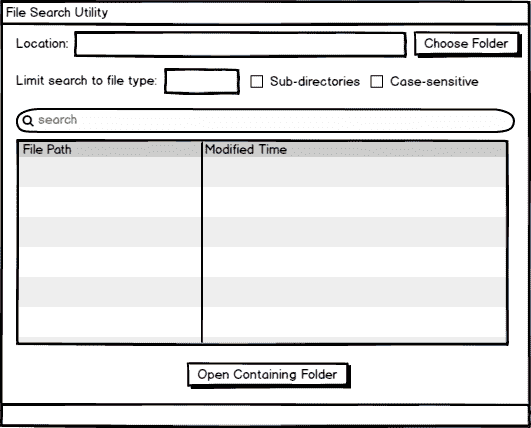 File Search Utility
Location: Choose Folder
Limit search to file type: Sub-directories Case-sensitive
search
File Path Modified Time
Open Containing Folder